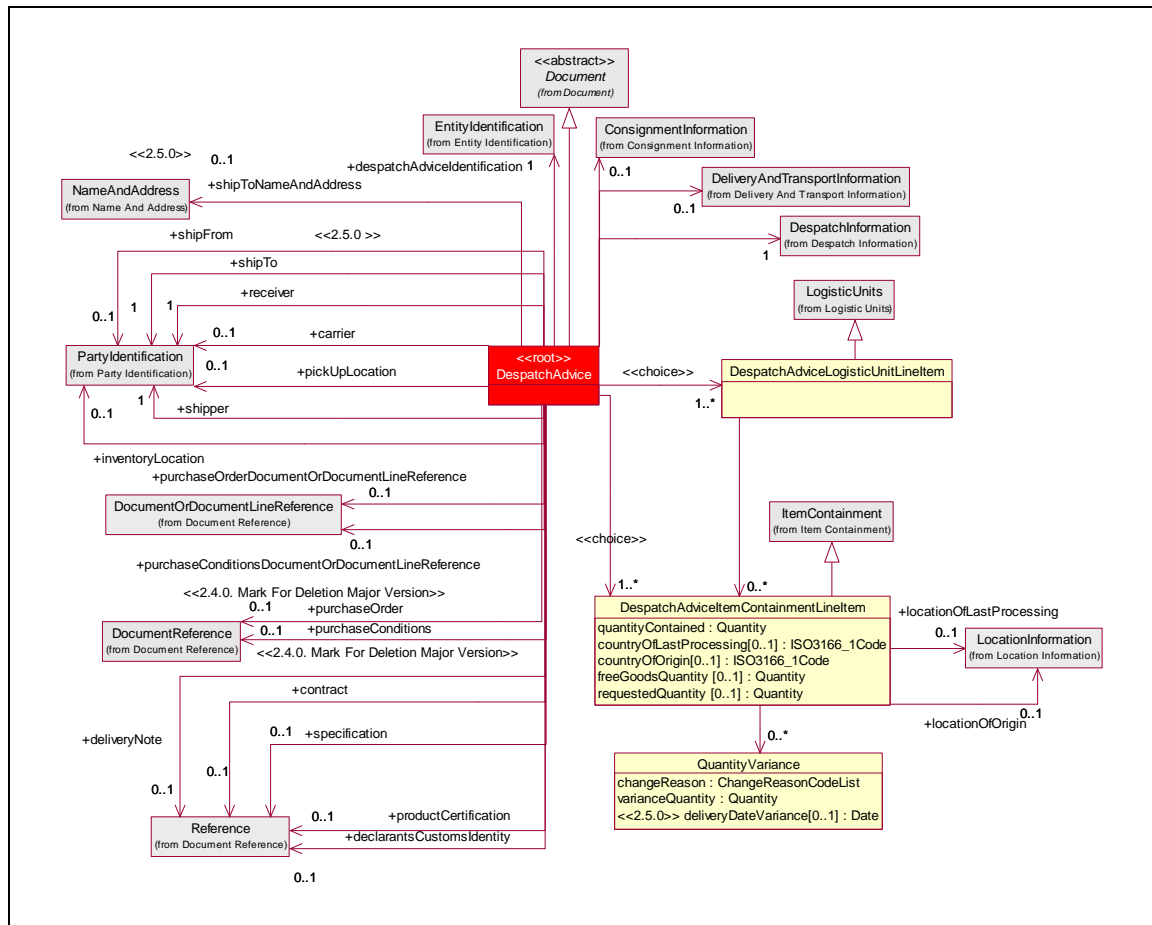 <<abstract>>
Document
(from Document)
EntityIdentification
(from Entity Identification)
ConsignmentInformation
(from Consignment Information)
<<2.5.0>>
0..1
+despatchAdviceIdentification
1
0..1
NameAndAddress
(from Name And Address)
+shipToNameAndAddress
DeliveryAndTransportInformation
(from Delivery And Transport Information)
0..1
+shipFrom
<<2.5.0 >>
DespatchInformation
(from Despatch Information)
1
+shipTo
+receiver
LogisticUnits
(from Logistic Units)
0..1
1
1
0..1
+carrier
PartyIdentification
(from Party Identification)
0..1
+pickUpLocation
<<root>>
DespatchAdvice
<<choice>>
DespatchAdviceLogisticUnitLineItem
1..*
0..1
1
+shipper
+inventoryLocation
+purchaseOrderDocumentOrDocumentLineReference
0..1
DocumentOrDocumentLineReference
(from Document Reference)
0..1
ItemContainment
(from Item Containment)
<<choice>>
+purchaseConditionsDocumentOrDocumentLineReference
<<2.4.0. Mark For Deletion Major Version>>
1..*
0..*
0..1
+purchaseOrder
DocumentReference
(from Document Reference)
0..1
+purchaseConditions
<<2.4.0. Mark For Deletion Major Version>>
DespatchAdviceItemContainmentLineItem
quantityContained : Quantity
countryOfLastProcessing[0..1] : ISO3166_1Code
countryOfOrigin[0..1] : ISO3166_1Code
freeGoodsQuantity [0..1] : Quantity
requestedQuantity [0..1] : Quantity
+locationOfLastProcessing
0..1
LocationInformation
(from Location Information)
0..1
+locationOfOrigin
+contract
+deliveryNote
0..1
+specification
0..*
0..1
0..1
QuantityVariance
changeReason : ChangeReasonCodeList
varianceQuantity : Quantity
<<2.5.0>> deliveryDateVariance[0..1] : Date
0..1
+productCertification
Reference
(from Document Reference)
+declarantsCustomsIdentity
0..1